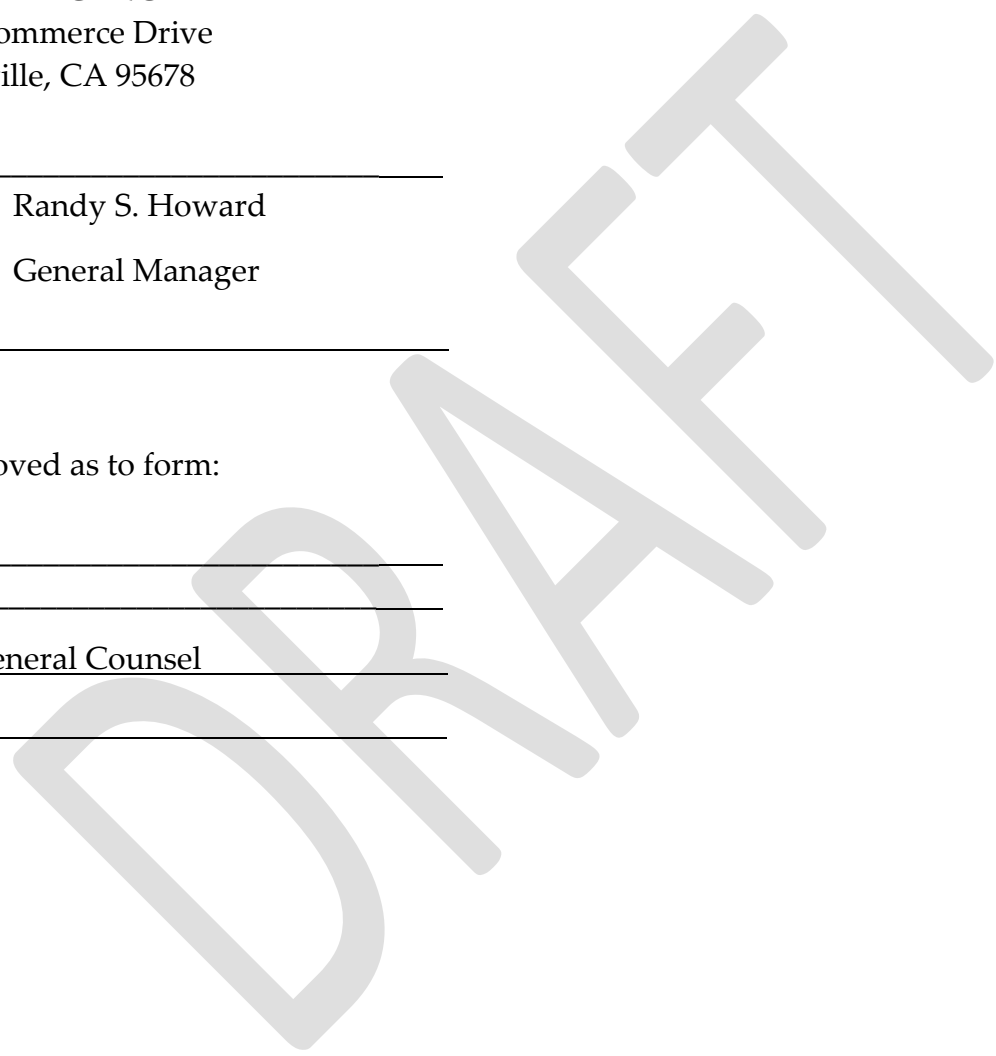 ommerce Drive
ille, CA 95678
Randy S. Howard
General Manager
oved as to form:
eneral Counsel
DRAFT